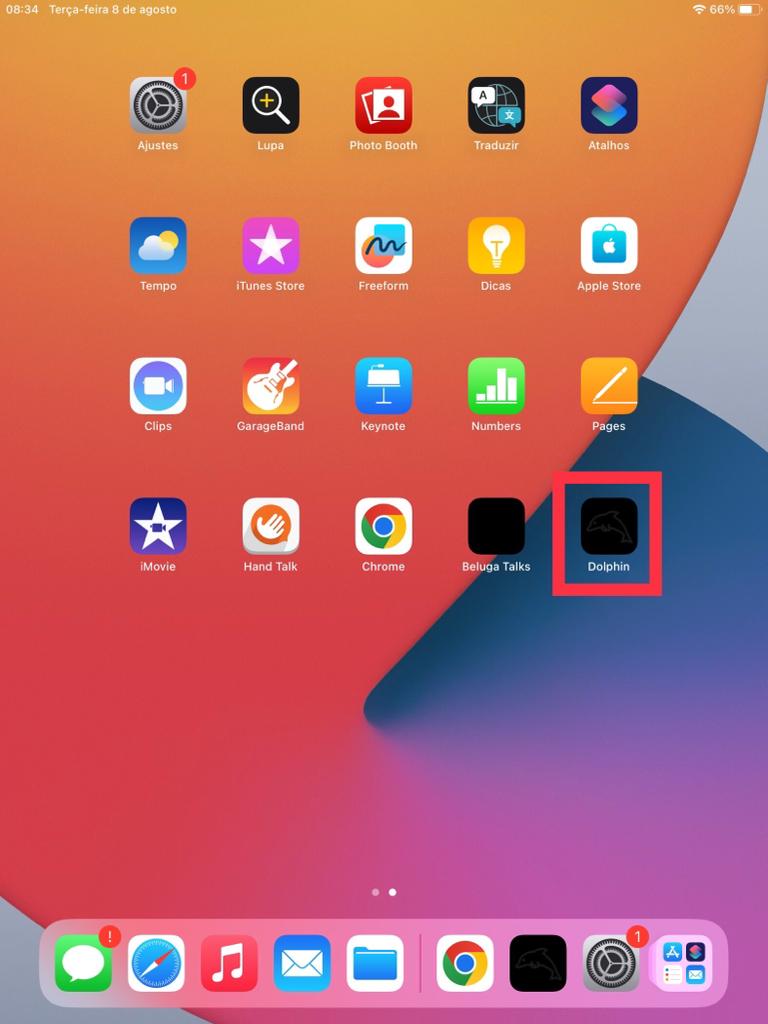 08:34 Terça-feira 8 de agosto 66%
1
Ajustes Lupa Photo Booth Traduzir Atalhos
Tempo iTunes Store Freeform Dicas Apple Store
Clips GarageBand Keynote Numbers Pages
iMovie Hand Talk Chrome Beluga Talks Dolphin
! 1